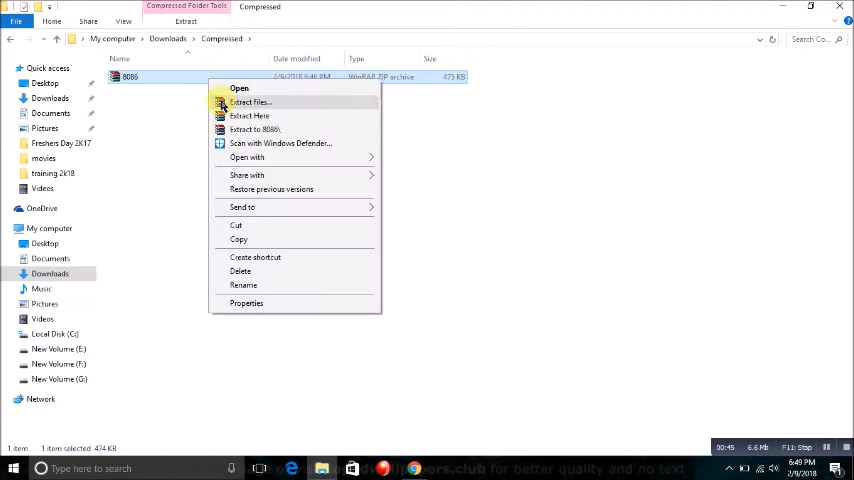 Compressed Folder Tools
Compressed
File
Home
Share
View
Extract
My computer
Downloads
Compressed
Search Co...
Name
Date modified
Type
Size
8086
2/9/2018 6:46 PM
WinRAR ZIP archive
475 KB
Quick access
Desktop
Downloads
Documents
Pictures
Freshers Day 2K17
movies
training 2k18
Videos
OneDrive
My computer
Desktop
Documents
Downloads
Music
Pictures
Videos
Local Disk (C:)
New Volume (E:)
New Volume (F:)
New Volume (G:)
Network
Open
Extract files...
Extract Here
Extract to 8086\
Scan with Windows Defender...
Open with
Share with
Restore previous versions
Send to
Cut
Copy
Create shortcut
Delete
Rename
Properties
1 item
1 item selected 474 KB
00:45
6.6 Mb
F11: Stop
Type here to search
for better quality and no text
6:49 PM
2/9/2018
1